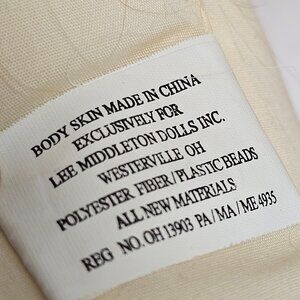 BODY SKIN MADE IN CHINA
EXCLUSIVELY FOR
LEE MIDDLETON DOLLS INC.
WESTERVILLE OH
POLYESTER FIBER/PLASTIC BEADS
ALL NEW MATERIALS
REG NO. OH 13903 PA/MA/ME 4935